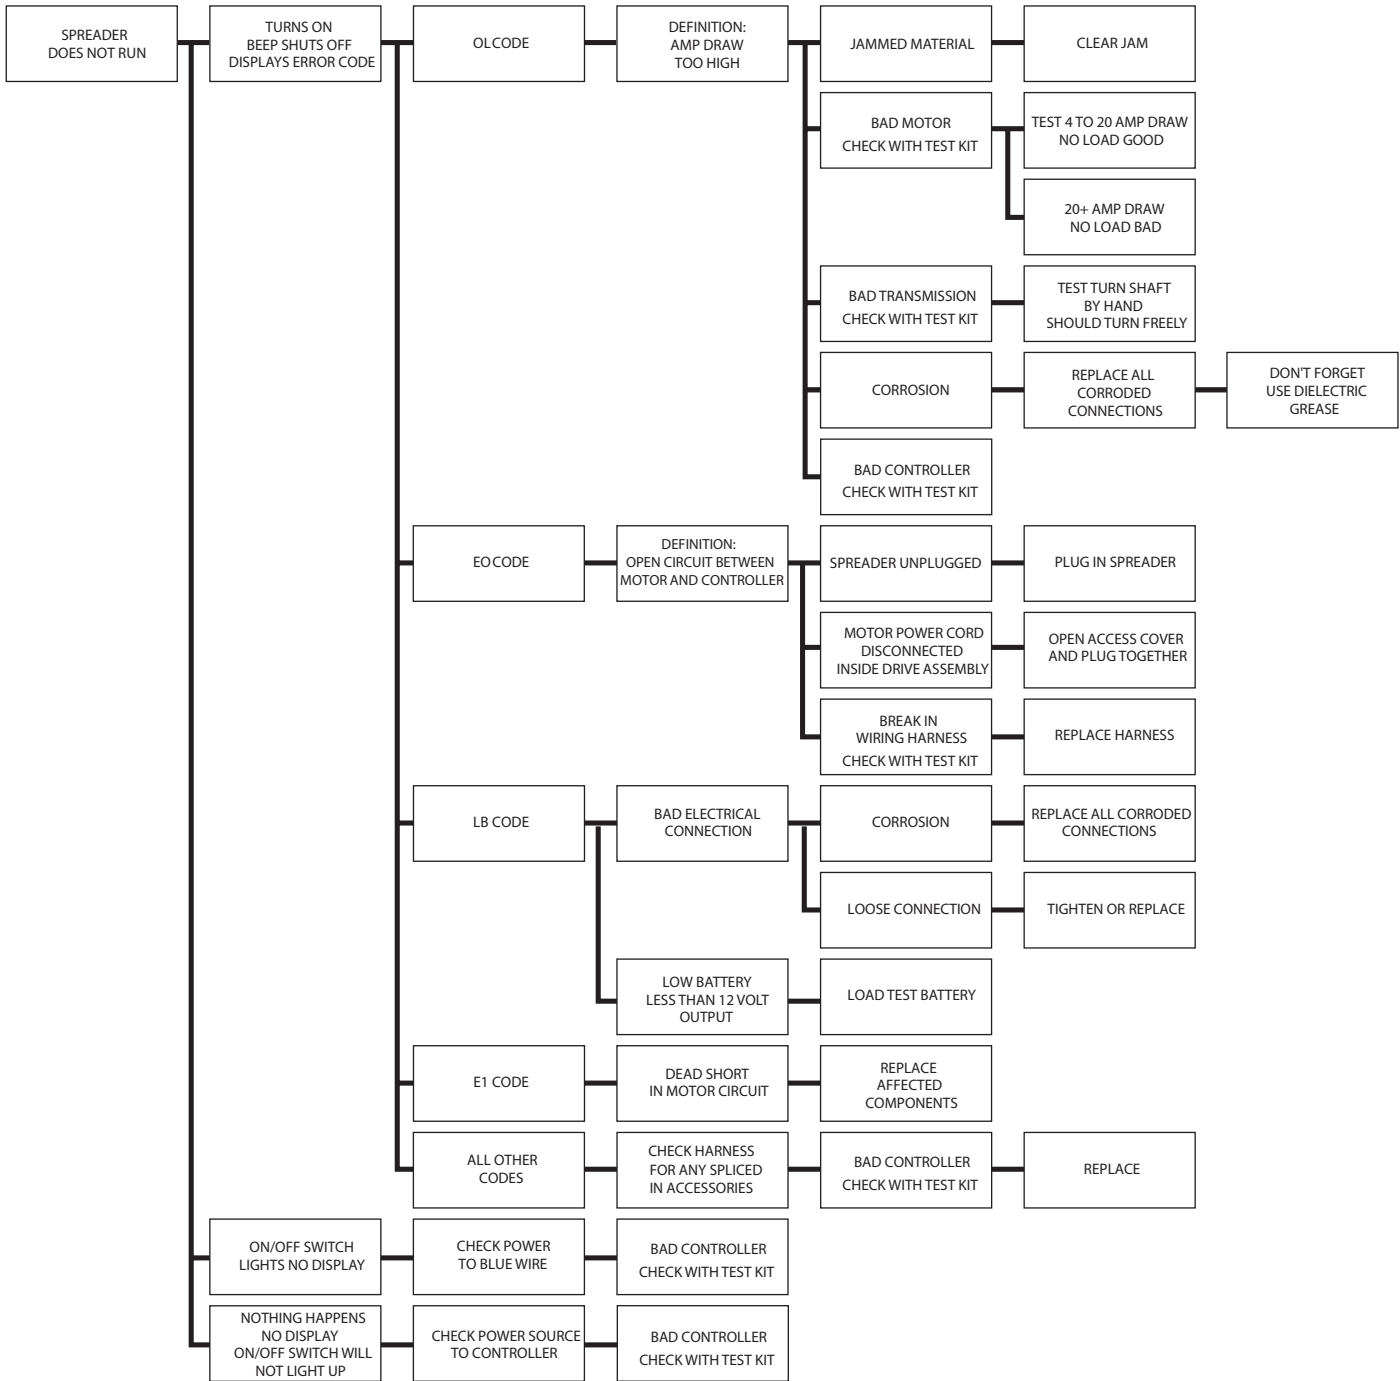 SPREADER
DOES NOT RUN
TURNS ON
BEEP SHUTS OFF
DISPLAYS ERROR CODE
OL CODE
DEFINITION:
AMP DRAW
TOO HIGH
JAMMED MATERIAL
CLEAR JAM
BAD MOTOR
CHECK WITH TEST KIT
TEST 4 TO 20 AMP DRAW
NO LOAD GOOD
20+ AMP DRAW
NO LOAD BAD
BAD TRANSMISSION
CHECK WITH TEST KIT
TEST TURN SHAFT
BY HAND
SHOULD TURN FREELY
CORROSION
REPLACE ALL
CORRODED
CONNECTIONS
DON'T FORGET
USE DIELECTRIC
GREASE
BAD CONTROLLER
CHECK WITH TEST KIT
EO CODE
DEFINITION:
OPEN CIRCUIT BETWEEN
MOTOR AND CONTROLLER
SPREADER UNPLUGGED
PLUG IN SPREADER
MOTOR POWER CORD
DISCONNECTED
INSIDE DRIVE ASSEMBLY
OPEN ACCESS COVER
AND PLUG TOGETHER
BREAK IN
WIRING HARNESS
CHECK WITH TEST KIT
REPLACE HARNESS
LB CODE
BAD ELECTRICAL
CONNECTION
CORROSION
REPLACE ALL CORRODED
CONNECTIONS
LOOSE CONNECTION
TIGHTEN OR REPLACE
LOW BATTERY
LESS THAN 12 VOLT
OUTPUT
LOAD TEST BATTERY
E1 CODE
DEAD SHORT
IN MOTOR CIRCUIT
REPLACE
AFFECTED
COMPONENTS
ALL OTHER
CODES
CHECK HARNESS
FOR ANY SPLICED
IN ACCESSORIES
BAD CONTROLLER
CHECK WITH TEST KIT
REPLACE
ON/OFF SWITCH
LIGHTS NO DISPLAY
CHECK POWER
TO BLUE WIRE
BAD CONTROLLER
CHECK WITH TEST KIT
NOTHING HAPPENS
NO DISPLAY
ON/OFF SWITCH WILL
NOT LIGHT UP
CHECK POWER SOURCE
TO CONTROLLER
BAD CONTROLLER
CHECK WITH TEST KIT